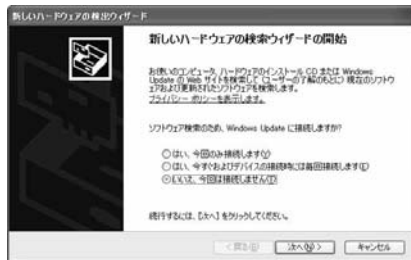 新しいハードウェアの検出ウィザード
新しいハードウェアの検索ウィザードの開始
お使いのコンピュータ、ハードウェアのインストール CD または Windows
Update の Web サイトを検索して (ユーザーの了解のもとに) 現在のソフトウ
ェアおよび更新されたソフトウェアを検索します。
プライバシー ポリシーを表示します。
ソフトウェア検索のため、Windows Update に接続しますか?
はい、今回のみ接続します(Y)
はい、今すぐおよびデバイスの接続時には毎回接続します(E)
いいえ、今回は接続しません(T)
続行するには、[次へ] をクリックしてください。
< 戻る(B)
次へ(N) >
キャンセル